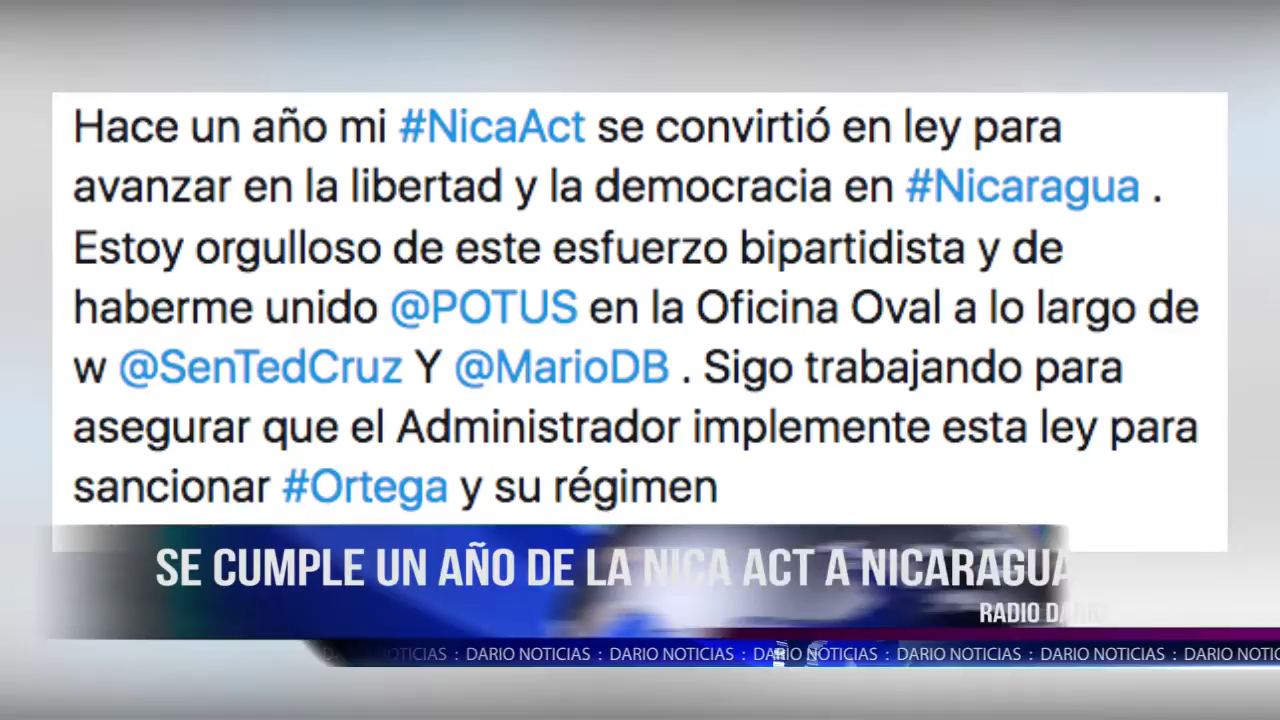 Hace un año mi #NicaAct se convirtió en ley para
avanzar en la libertad y la democracia en #Nicaragua .
Estoy orgulloso de este esfuerzo bipartidista y de
haberme unido @POTUS en la Oficina Oval a lo largo de
w @SenTedCruz Y @MarioDB . Sigo trabajando para
asegurar que el Administrador implemente esta ley para
sancionar #Ortega y su régimen
SE CUMPLE UN AÑO DE LA NICA ACT A NICARAGUA
RADIO DARIO
NOTICIAS : DARIO NOTICIAS : DARIO NOTICIAS : DARIO NOTICIAS : DARIO NOTICIAS : DARIO NOTICIAS : DARIO